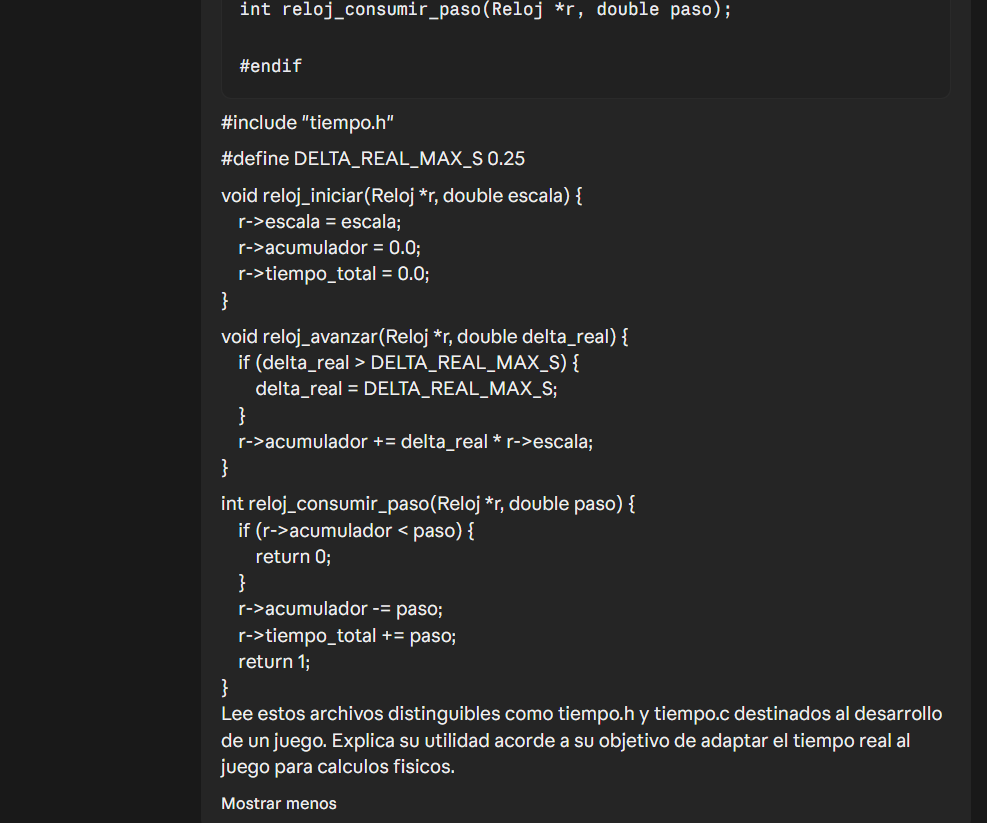 int reloj_consumir_paso(Reloj *r, double paso);
#endif
#include "tiempo.h"
#define DELTA_REAL_MAX_S 0.25
void reloj_iniciar(Reloj *r, double escala) {
r->escala = escala;
r->acumulador = 0.0;
r->tiempo_total = 0.0;
}
void reloj_avanzar(Reloj *r, double delta_real) {
if (delta_real > DELTA_REAL_MAX_S) {
delta_real = DELTA_REAL_MAX_S;
}
r->acumulador += delta_real * r->escala;
}
int reloj_consumir_paso(Reloj *r, double paso) {
if (r->acumulador < paso) {
return 0;
}
r->acumulador -= paso;
r->tiempo_total += paso;
return 1;
}
Lee estos archivos distinguibles como tiempo.h y tiempo.c destinados al desarrollo
de un juego. Explica su utilidad acorde a su objetivo de adaptar el tiempo real al
juego para calculos fisicos.
Mostrar menos